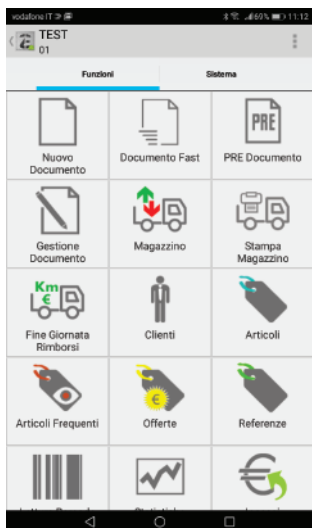 vodafone IT
69% 11:12
TEST
01
Funzioni Sistema
Nuovo
Documento
Documento Fast
PRE
PRE Documento
Gestione
Documento
Magazzino
Stampa
Magazzino
Km
€
Fine Giornata
Rimborsi
Clienti
Articoli
Articoli Frequenti
€
Offerte
Referenze
€